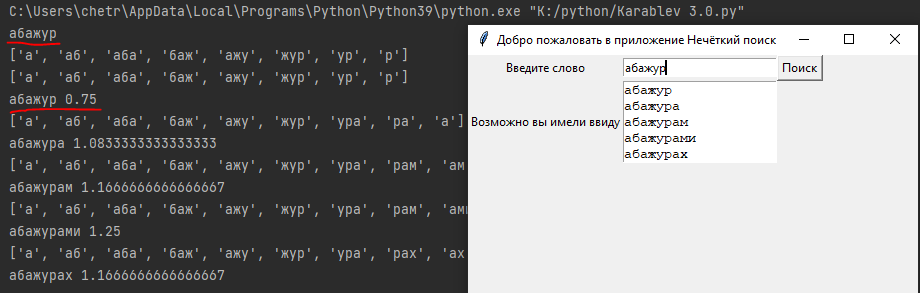 C:\Users\chetr\AppData\Local\Programs\Python\Python39\python.exe "K:/python/Karablev 3.0.py"
абажур
['а', 'аб', 'аба', 'баж', 'ажу', 'жур', 'ур', 'р']
['а', 'аб', 'аба', 'баж', 'ажу', 'жур', 'ур', 'р']
абажур 0.75
['а', 'аб', 'аба', 'баж', 'ажу', 'жур', 'ура', 'ра', 'а']
абажура 1.0833333333333333
['а', 'аб', 'аба', 'баж', 'ажу', 'жур', 'ура', 'рам', 'ам
абажурам 1.1666666666666667
['а', 'аб', 'аба', 'баж', 'ажу', 'жур', 'ура', 'рам', 'ами
абажурами 1.25
['а', 'аб', 'аба', 'баж', 'ажу', 'жур', 'ура', 'рах', 'ах
абажурах 1.1666666666666667
Добро пожаловать в приложение Нечёткий поиск
Введите слово абажур Поиск
Возможно вы имели ввиду
абажур
абажура
абажурам
абажурами
абажурах